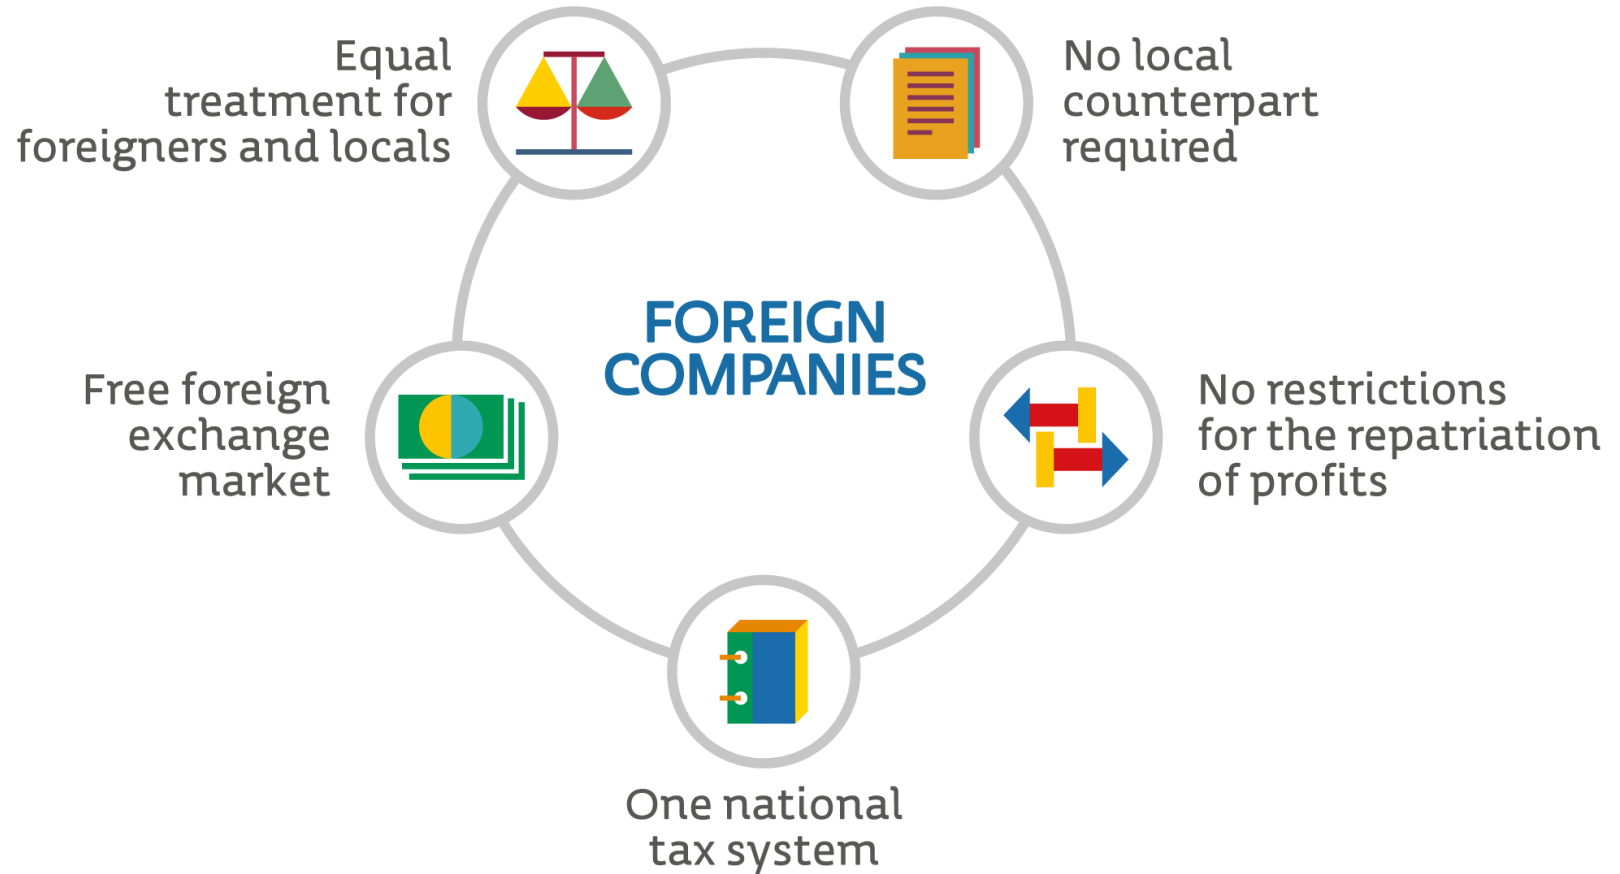 Equal
treatment for
foreigners and locals
No local
counterpart
required
FOREIGN
COMPANIES
Free foreign
exchange
market
No restrictions
for the repatriation
of profits
One national
tax system